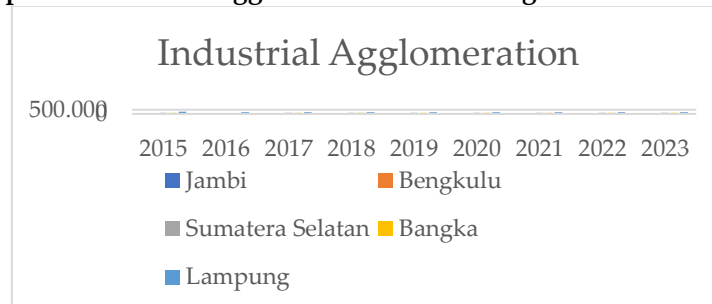 Industrial Agglomeration
500.000
0
2015 2016 2017 2018 2019 2020 2021 2022 2023
Jambi Bengkulu
Sumatera Selatan Bangka
Lampung